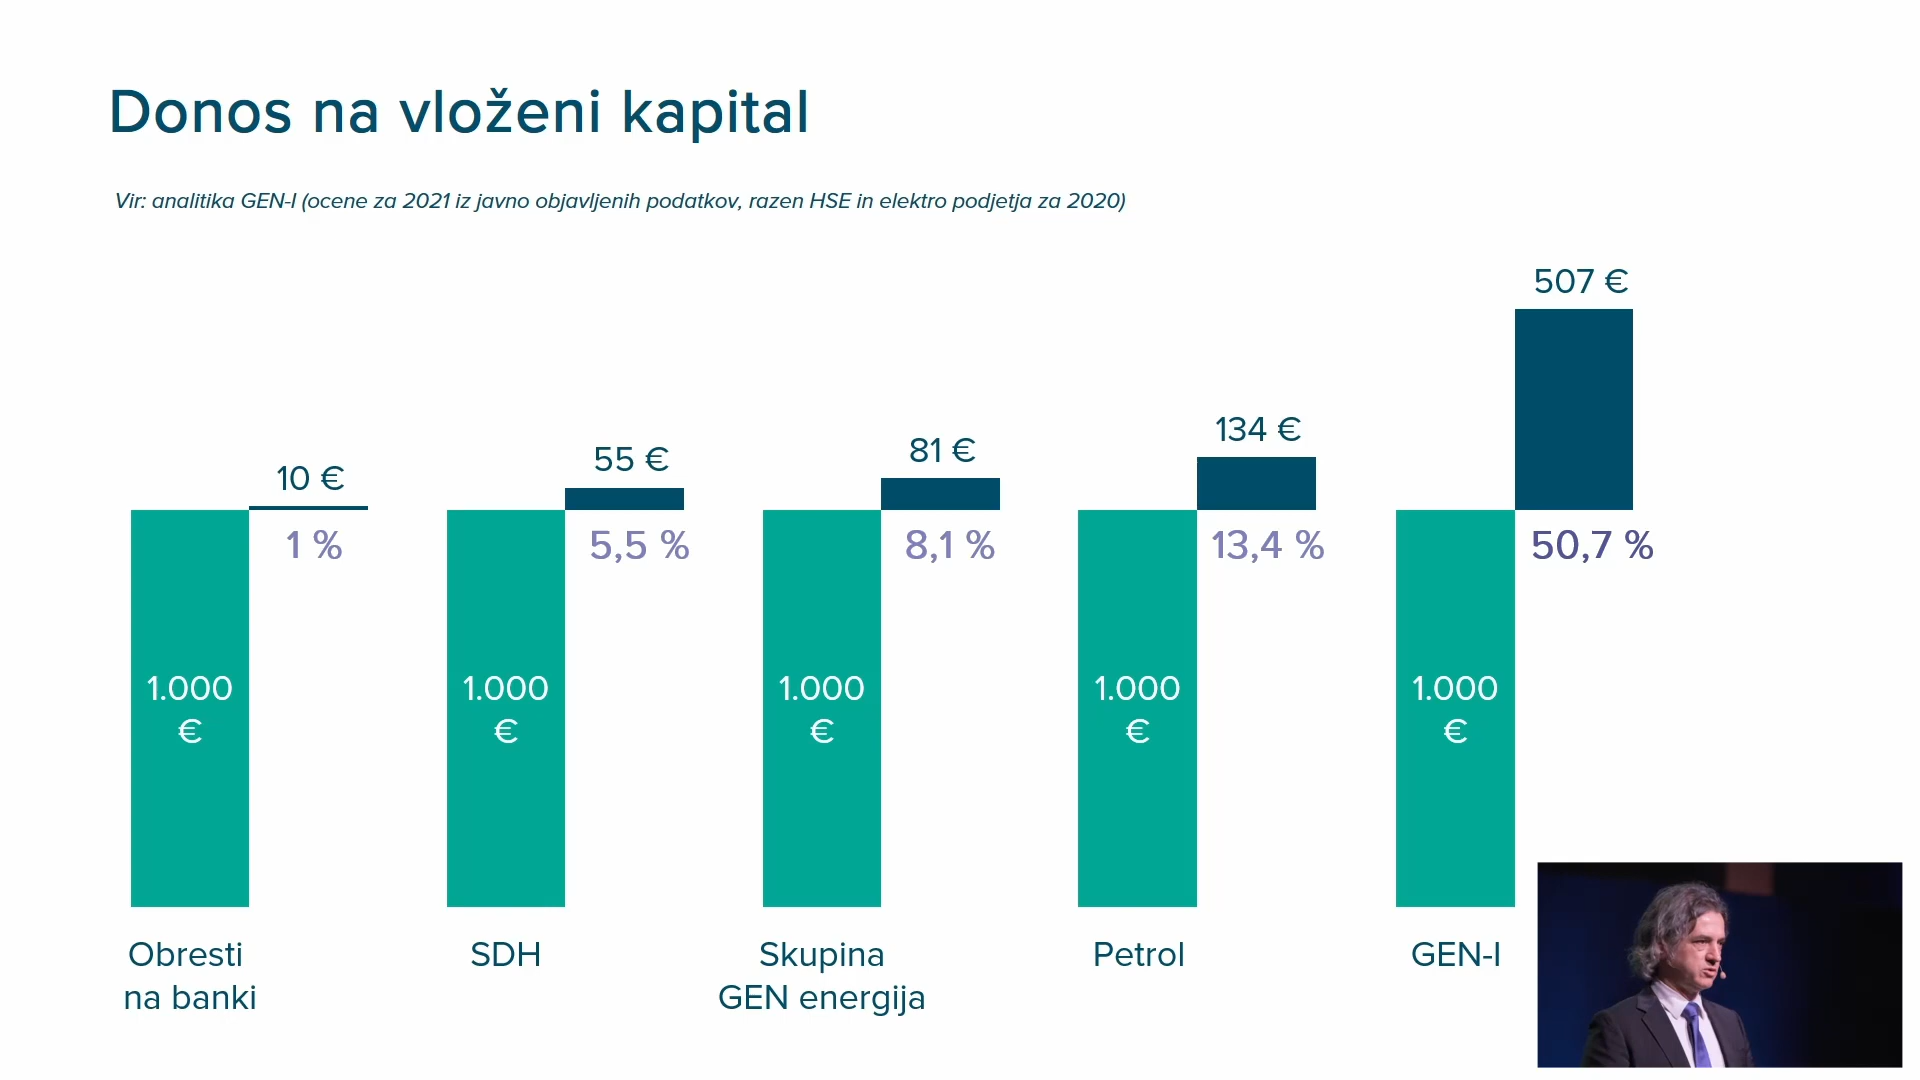 Donos na vloženi kapital
Vir: analitika GEN-I (ocene za 2021 iz javno objavljenih podatkov, razen HSE in elektro podjetja za 2020)
10 €
55 €
81 €
134 €
507 €
1 %
5,5 %
8,1 %
13,4 %
50,7 %
1.000
€
1.000
€
1.000
€
1.000
€
1.000
€
Obresti
na banki
SDH
Skupina
GEN energija
Petrol
GEN-I